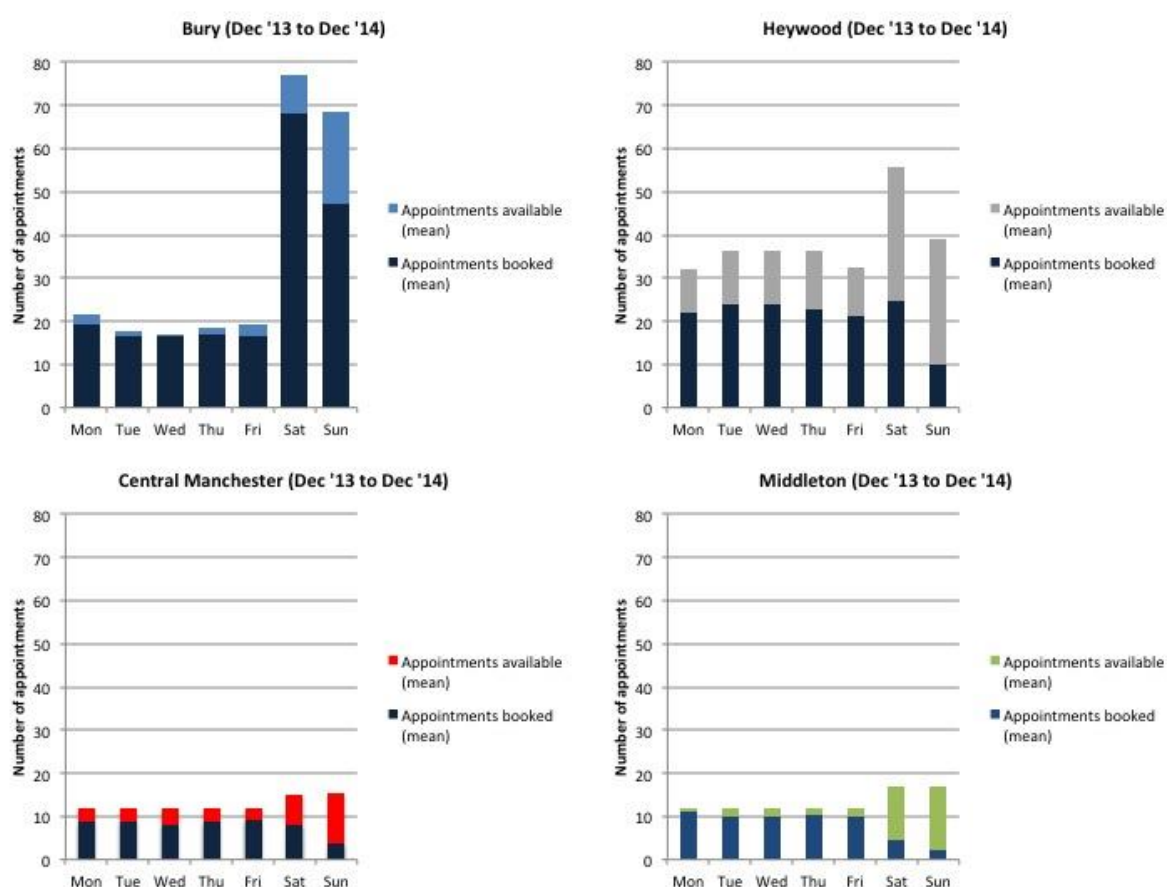 Bury (Dec '13 to Dec '14)
80
70
60
50
40
30
20
10
0
Number of appointments
Mon Tue Wed Thu Fri Sat Sun
Appointments available
(mean)
Appointments booked
(mean)
Heywood (Dec '13 to Dec '14)
80
70
60
50
40
30
20
10
0
Number of appointments
Mon Tue Wed Thu Fri Sat Sun
Appointments available
(mean)
Appointments booked
(mean)
Central Manchester (Dec '13 to Dec '14)
80
70
60
50
40
30
20
10
0
Number of appointments
Mon Tue Wed Thu Fri Sat Sun
Appointments available
(mean)
Appointments booked
(mean)
Middleton (Dec '13 to Dec '14)
80
70
60
50
40
30
20
10
0
Number of appointments
Mon Tue Wed Thu Fri Sat Sun
Appointments available
(mean)
Appointments booked
(mean)